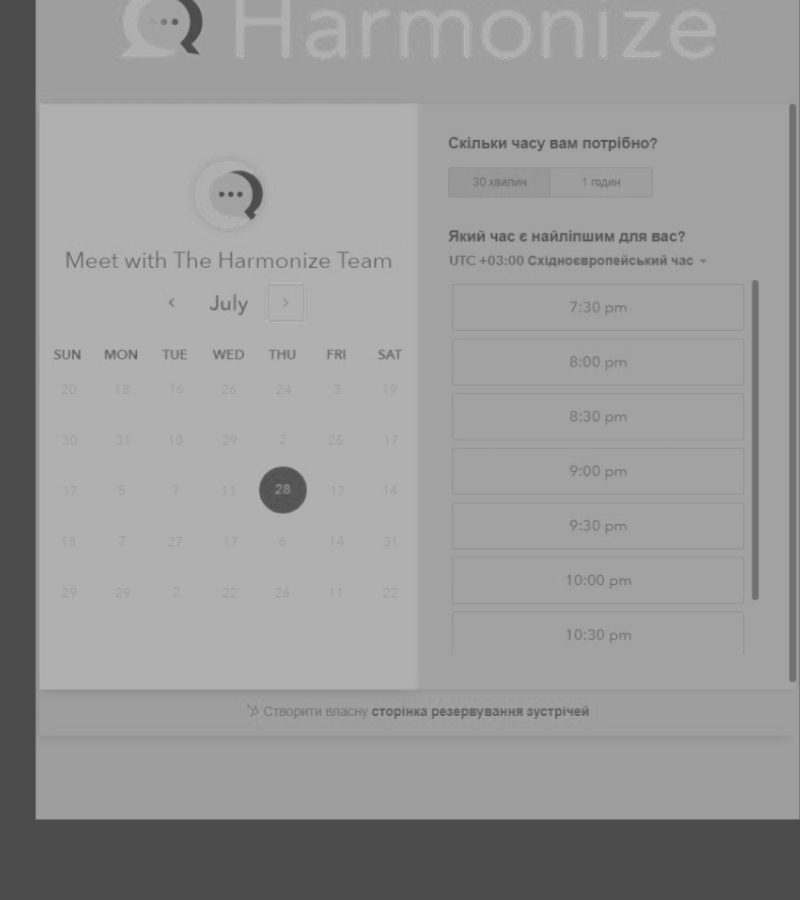 Harmonize
Meet with The Harmonize Team
July
SUN MON TUE WED THU FRI SAT
20 18 16 26 24 3 19
30 31 18 29 2 25 17
17 5 7 11 28 17 14
18 7 27 17 6 14 31
29 29 2 22 26 11 22
Скільки часу вам потрібно?
30 хвилин 1 годин
Який час є найліпшим для вас?
UTC +03:00 Східноєвропейський час
7:30 pm
8:00 pm
8:30 pm
9:00 pm
9:30 pm
10:00 pm
10:30 pm
Створити власну сторінка резервування зустрічей